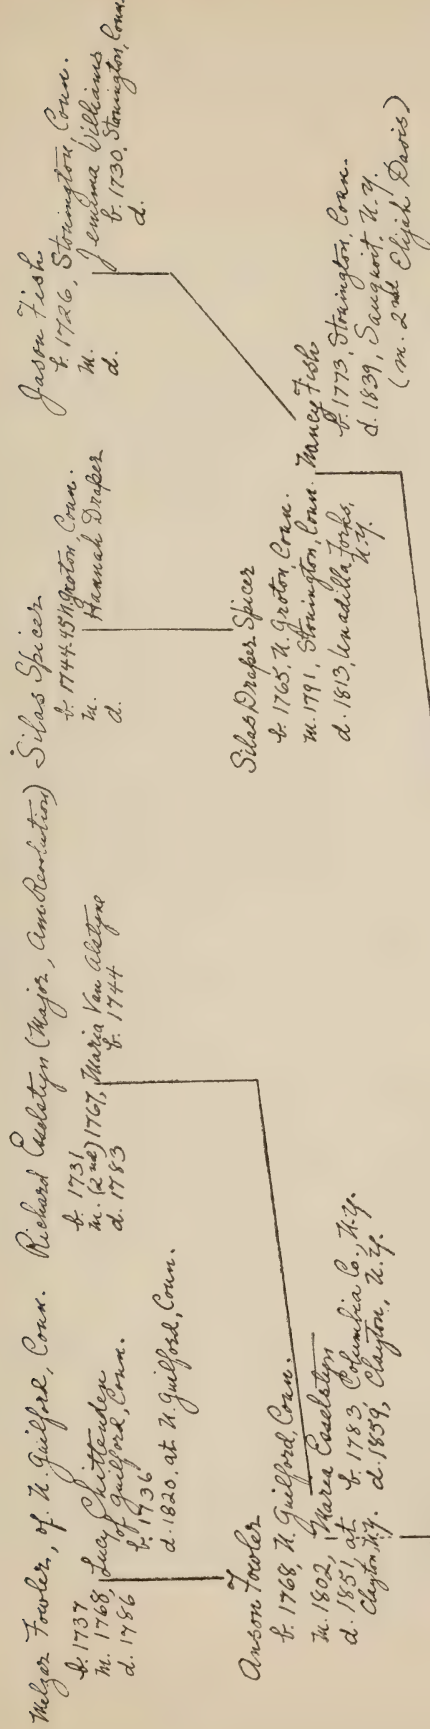 Melzar Fowler, of N. Guilford, Conn.
b. 1737
m. 1768, Lucy Chittenden
d. 1786 of Guilford, Conn.
b. 1736
d. 1820. at N. Guilford, Conn.
Richard Esselstyn (Major, Am. Revolution)
b. 1731
m. (2nd) 1767, Maria Van Alstyne
d. 1783 b. 1744
Silas Spicer
b. 1744.45 N. Groton, Conn.
m. Hannah Draper
d.
Jason Fish
b. 1726, Stonington, Conn.
m. Jemima Williams
d. b. 1730, Stonington, Conn.
d.
Anson Fowler
b. 1768, N. Guilford, Conn.
m. 1802, Maria Esselstyn
d. 1851, at b. 1783 Columbia Co., N.Y.
Clayton N.Y. d. 1859, Clayton, N.Y.
Silas Draper Spicer
b. 1765, N. Groton, Conn.
m. 1791, Stonington, Conn. Nancy Fish
d. 1813, Unadilla Forks, b. 1773, Stonington, Conn.
N.Y. d. 1839, Sauquoit, N.Y.
(m. 2nd Elijah Davis)